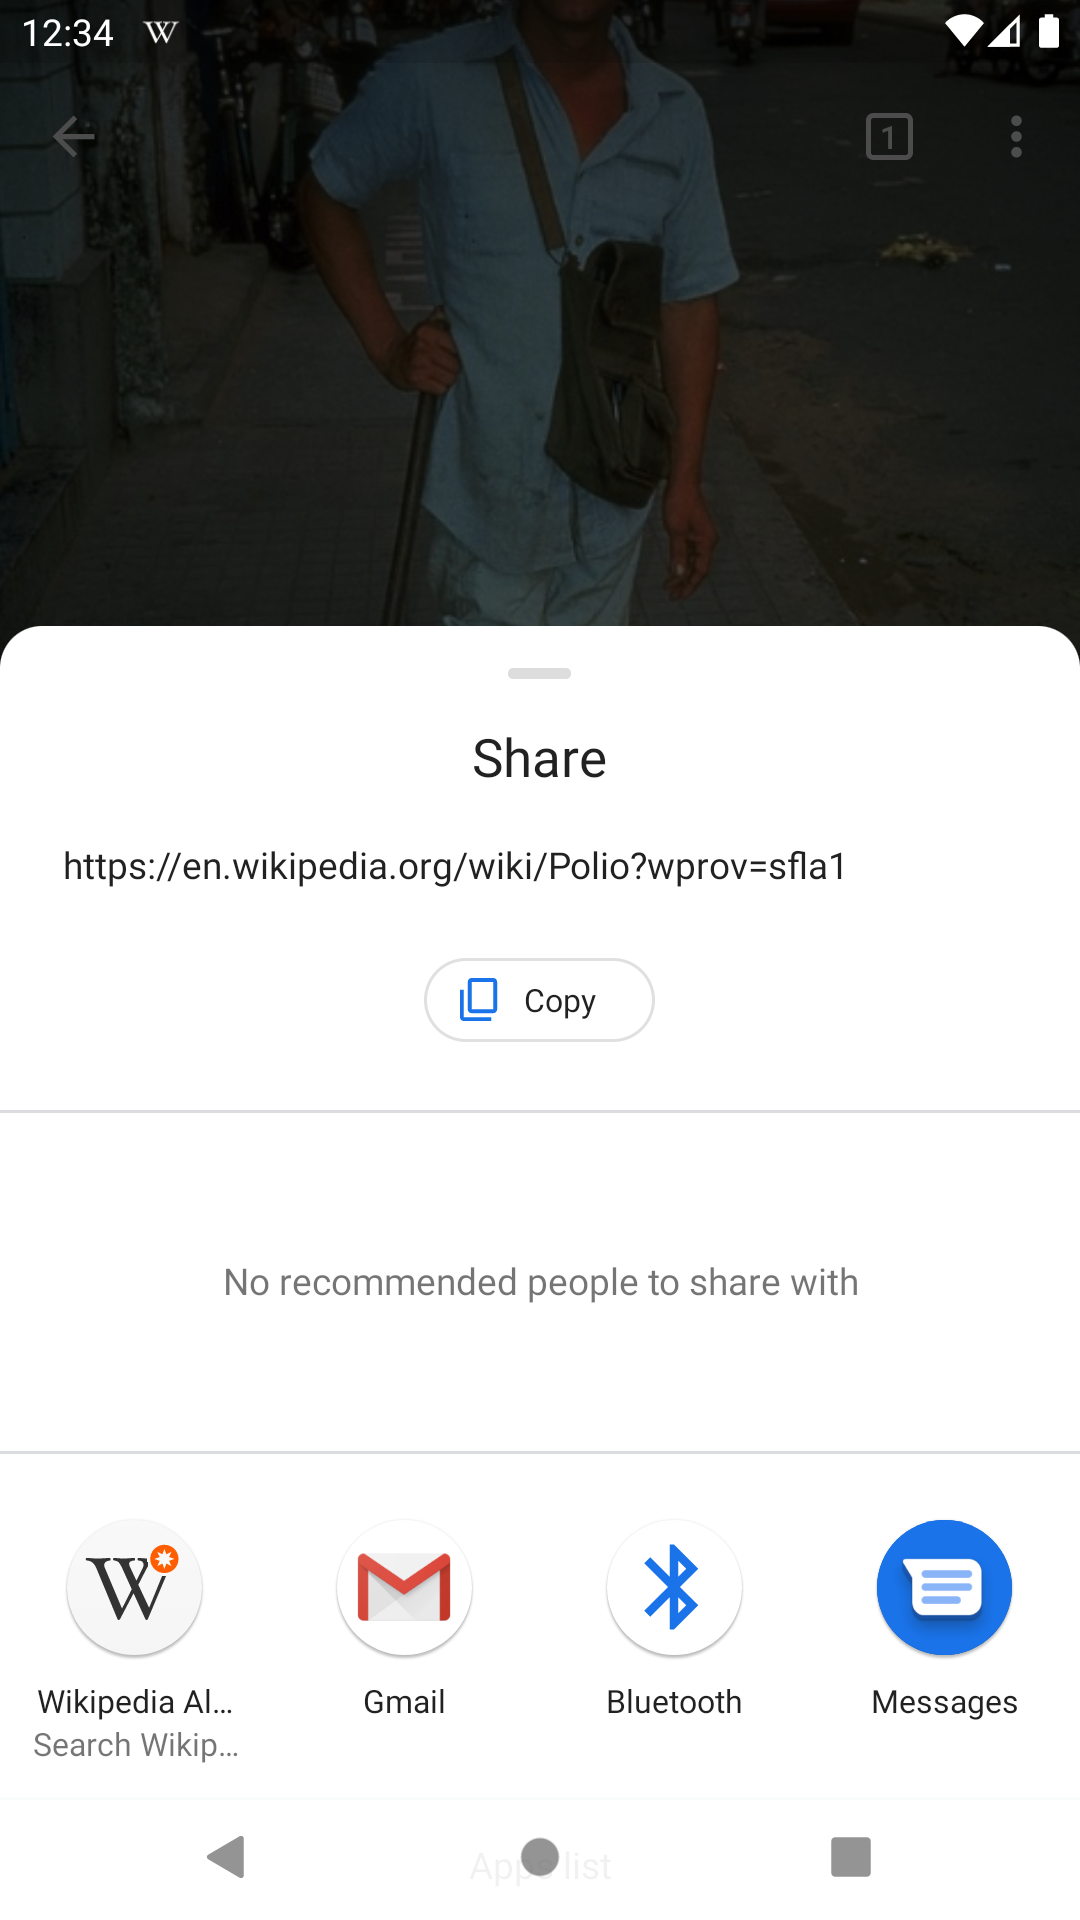 12:34 W
1
Share
https://en.wikipedia.org/wiki/Polio?wprov=sfla1
Copy
No recommended people to share with
W
Wikipedia Al...
Search Wikip...
Gmail
Bluetooth
Messages
Apps list